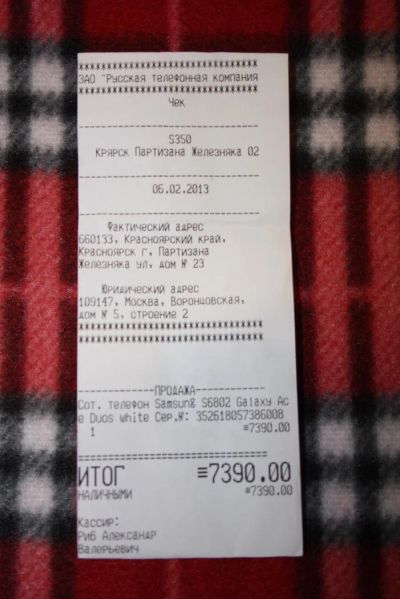 ************************
ЗАО "Русская телефонная компания
************************
Чек
--------------------------------
S350
Крярск Партизана Железняка 02
--------------------------------
06.02.2013
--------------------------------
Фактический адрес
660133, Красноярский край,
Красноярск г, Партизана
Железняка ул, дом № 23
Юридический адрес
109147, Москва, Воронцовская,
дом № 5, строение 2
************************
-------------ПРОДАЖА------------
Сот. телефон Samsung S6802 Galaxy Ac
e Duos white Сер.№: 352618057386008
1 ≡7390.00
================================
ИТОГ ≡7390.00
НАЛИЧНЫМИ ≡7390.00
Кассир:
Риб Александр
Валерьевич